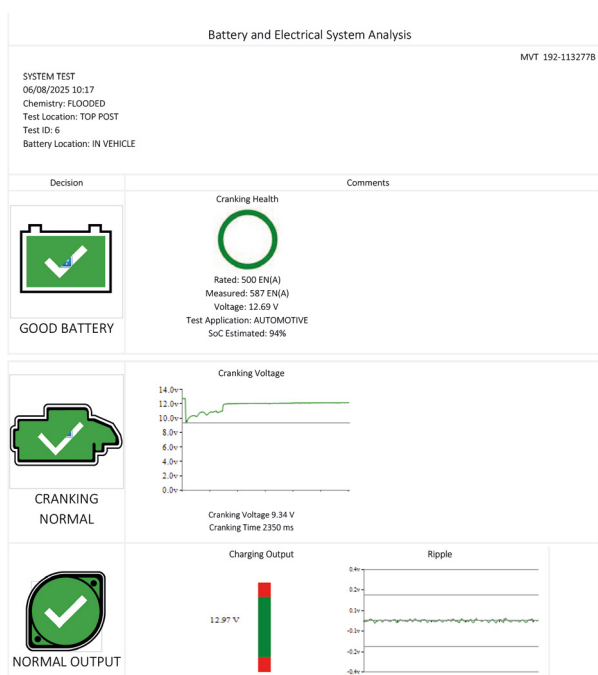 Battery and Electrical System Analysis
MVT 192-113277B
SYSTEM TEST
06/08/2025 10:17
Chemistry: FLOODED
Test Location: TOP POST
Test ID: 6
Battery Location: IN VEHICLE
Decision
Comments
GOOD BATTERY
Cranking Health
Rated: 500 EN(A)
Measured: 587 EN(A)
Voltage: 12.69 V
Test Application: AUTOMOTIVE
SoC Estimated: 94%
CRANKING
NORMAL
Cranking Voltage
14.0v
12.0v
10.0v
8.0v
6.0v
4.0v
2.0v
0.0v
Cranking Voltage 9.34 V
Cranking Time 2350 ms
NORMAL OUTPUT
Charging Output
12.97 V
Ripple
0.4v
0.2v
0.1v
-0.1v
-0.2v
-0.4v